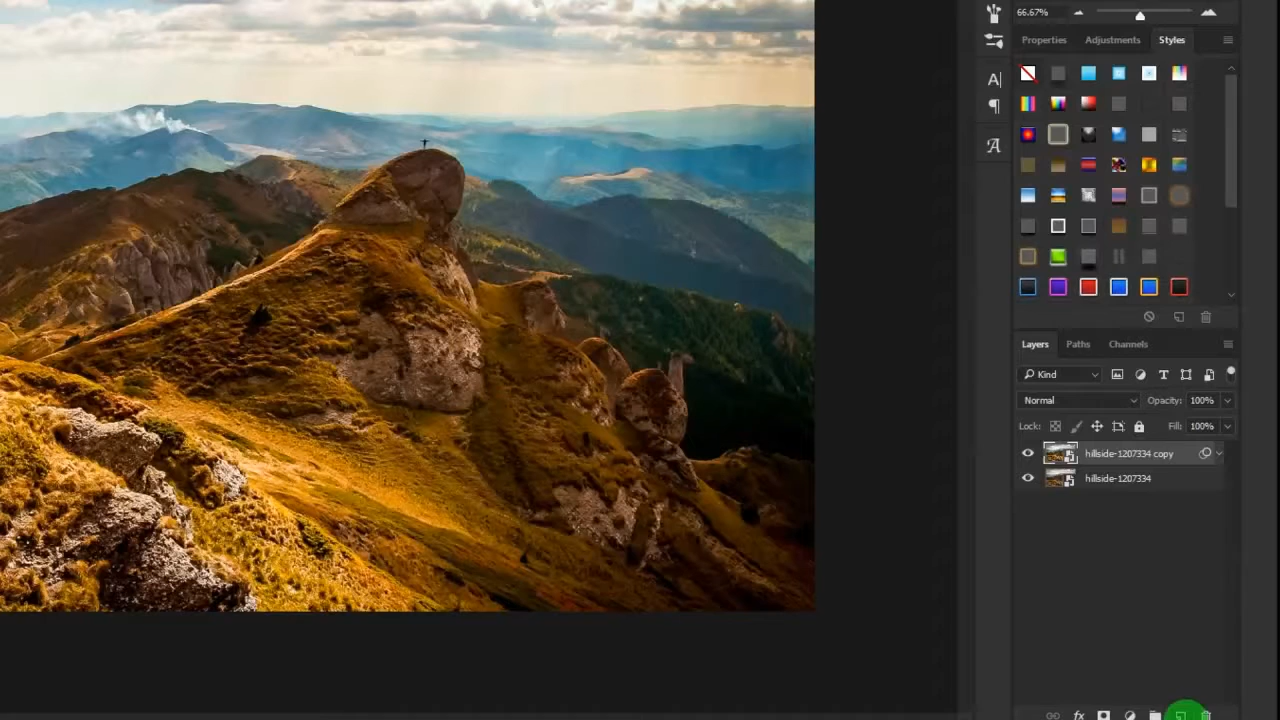 66.67%
Properties Adjustments Styles
Layers Paths Channels
Kind
Normal Opacity: 100%
Lock: Fill: 100%
hillside-1207334 copy
hillside-1207334
fx